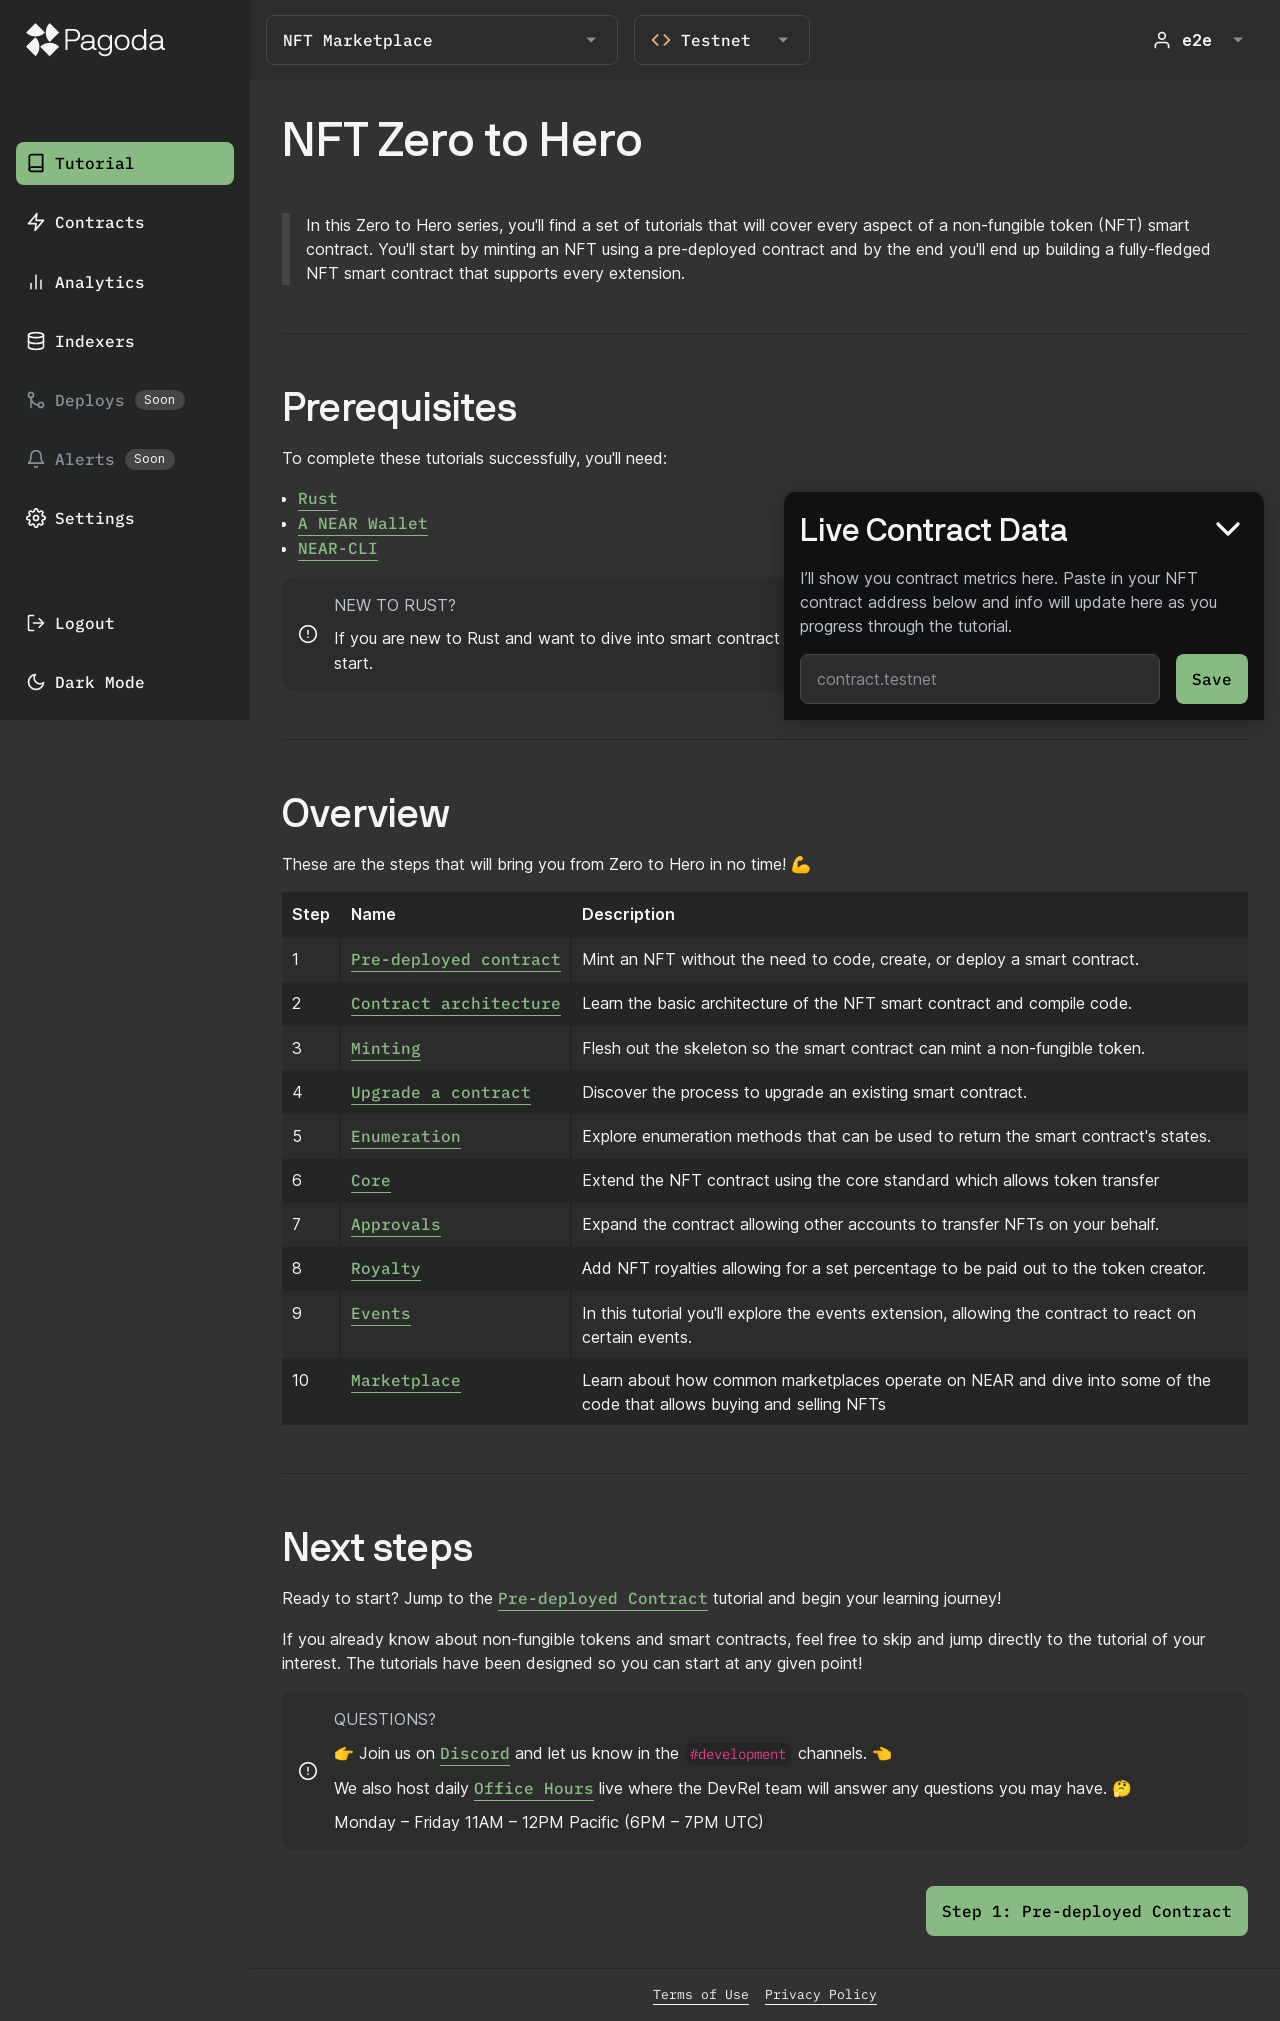 Pagoda
NFT Marketplace
Testnet
e2e
Tutorial
Contracts
Analytics
Indexers
Deploys Soon
Alerts Soon
Settings
Logout
Dark Mode
NFT Zero to Hero
In this Zero to Hero series, you'll find a set of tutorials that will cover every aspect of a non-fungible token (NFT) smart
contract. You'll start by minting an NFT using a pre-deployed contract and by the end you'll end up building a fully-fledged
NFT smart contract that supports every extension.
Prerequisites
To complete these tutorials successfully, you'll need:
• Rust
• A NEAR Wallet
• NEAR-CLI
NEW TO RUST?
If you are new to Rust and want to dive into smart contract
start.
Live Contract Data
I’ll show you contract metrics here. Paste in your NFT
contract address below and info will update here as you
progress through the tutorial.
contract.testnet
Save
Overview
These are the steps that will bring you from Zero to Hero in no time! 💪
Step Name Description
1 Pre-deployed contract Mint an NFT without the need to code, create, or deploy a smart contract.
2 Contract architecture Learn the basic architecture of the NFT smart contract and compile code.
3 Minting Flesh out the skeleton so the smart contract can mint a non-fungible token.
4 Upgrade a contract Discover the process to upgrade an existing smart contract.
5 Enumeration Explore enumeration methods that can be used to return the smart contract's states.
6 Core Extend the NFT contract using the core standard which allows token transfer
7 Approvals Expand the contract allowing other accounts to transfer NFTs on your behalf.
8 Royalty Add NFT royalties allowing for a set percentage to be paid out to the token creator.
9 Events In this tutorial you'll explore the events extension, allowing the contract to react on
certain events.
10 Marketplace Learn about how common marketplaces operate on NEAR and dive into some of the
code that allows buying and selling NFTs
Next steps
Ready to start? Jump to the Pre-deployed Contract tutorial and begin your learning journey!
If you already know about non-fungible tokens and smart contracts, feel free to skip and jump directly to the tutorial of your
interest. The tutorials have been designed so you can start at any given point!
QUESTIONS?
👉 Join us on Discord and let us know in the #development channels. 👈
We also host daily Office Hours live where the DevRel team will answer any questions you may have. 🤔
Monday – Friday 11AM – 12PM Pacific (6PM – 7PM UTC)
Step 1: Pre-deployed Contract
Terms of Use Privacy Policy